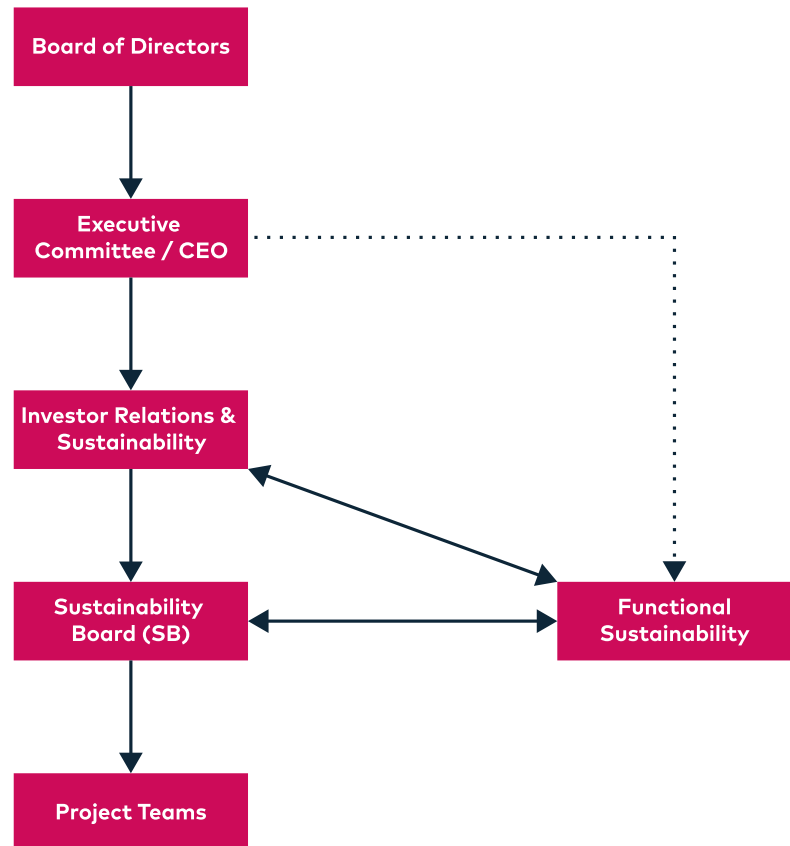 Board of Directors
Executive
Committee / CEO
Investor Relations &
Sustainability
Sustainability
Board (SB)
Functional
Sustainability
Project Teams